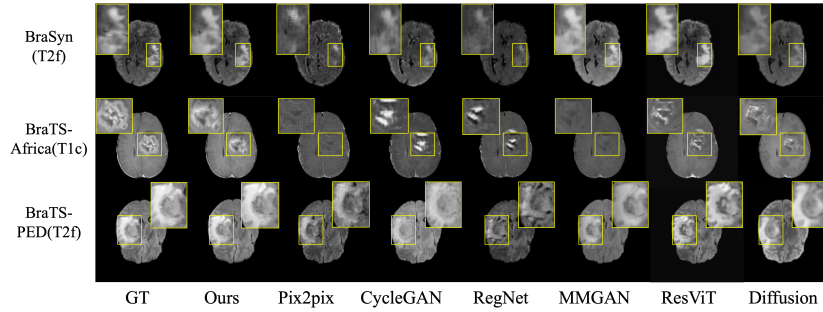 BraSyn
(T2f)
BraTS-
Africa(T1c)
BraTS-
PED(T2f)
GT Ours Pix2pix CycleGAN RegNet MMGAN ResViT Diffusion